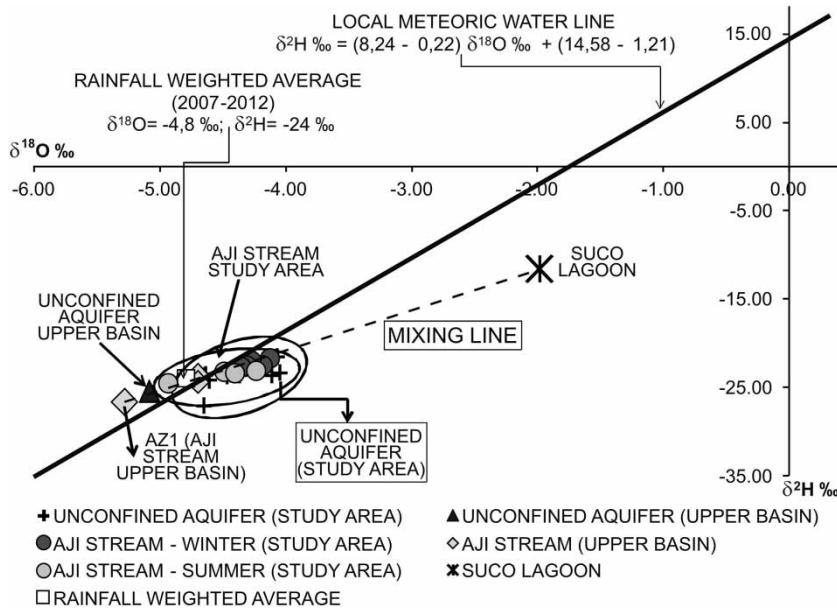 LOCAL METEORIC WATER LINE
δ²H ‰ = (8,24 - 0,22) δ¹⁸O ‰ + (14,58 - 1,21)
15.00
RAINFALL WEIGHTED AVERAGE
(2007-2012)
δ¹⁸O= -4,8 ‰; δ²H= -24 ‰
5.00
δ¹⁸O ‰
-6.00 -5.00 -4.00 -3.00 -2.00 -1.00 0.00
-5.00
AJI STREAM
STUDY AREA
SUCO
LAGOON
UNCONFINED
AQUIFER
UPPER BASIN
-15.00
MIXING LINE
-25.00
AZ1 (AJI
STREAM
UPPER BASIN)
UNCONFINED
AQUIFER
(STUDY AREA)
-35.00
δ²H ‰
UNCONFINED AQUIFER (STUDY AREA)
UNCONFINED AQUIFER (UPPER BASIN)
AJI STREAM - WINTER (STUDY AREA)
AJI STREAM (UPPER BASIN)
AJI STREAM - SUMMER (STUDY AREA)
SUCO LAGOON
RAINFALL WEIGHTED AVERAGE